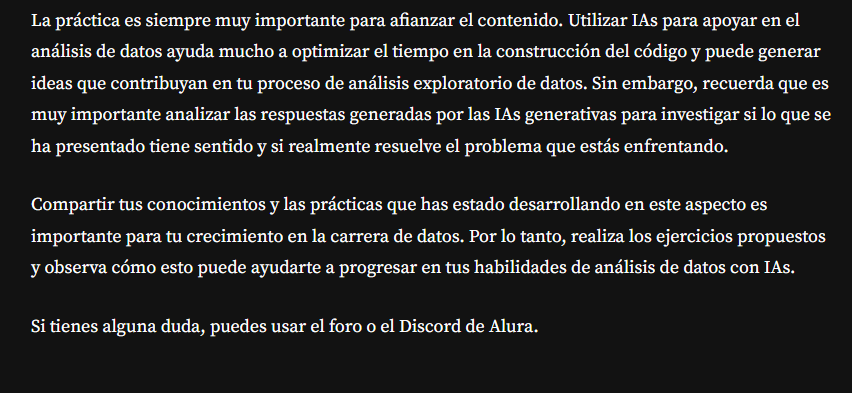 La práctica es siempre muy importante para afianzar el contenido. Utilizar IAs para apoyar en el
análisis de datos ayuda mucho a optimizar el tiempo en la construcción del código y puede generar
ideas que contribuyan en tu proceso de análisis exploratorio de datos. Sin embargo, recuerda que es
muy importante analizar las respuestas generadas por las IAs generativas para investigar si lo que se
ha presentado tiene sentido y si realmente resuelve el problema que estás enfrentando.
Compartir tus conocimientos y las prácticas que has estado desarrollando en este aspecto es
importante para tu crecimiento en la carrera de datos. Por lo tanto, realiza los ejercicios propuestos
y observa cómo esto puede ayudarte a progresar en tus habilidades de análisis de datos con IAs.
Si tienes alguna duda, puedes usar el foro o el Discord de Alura.